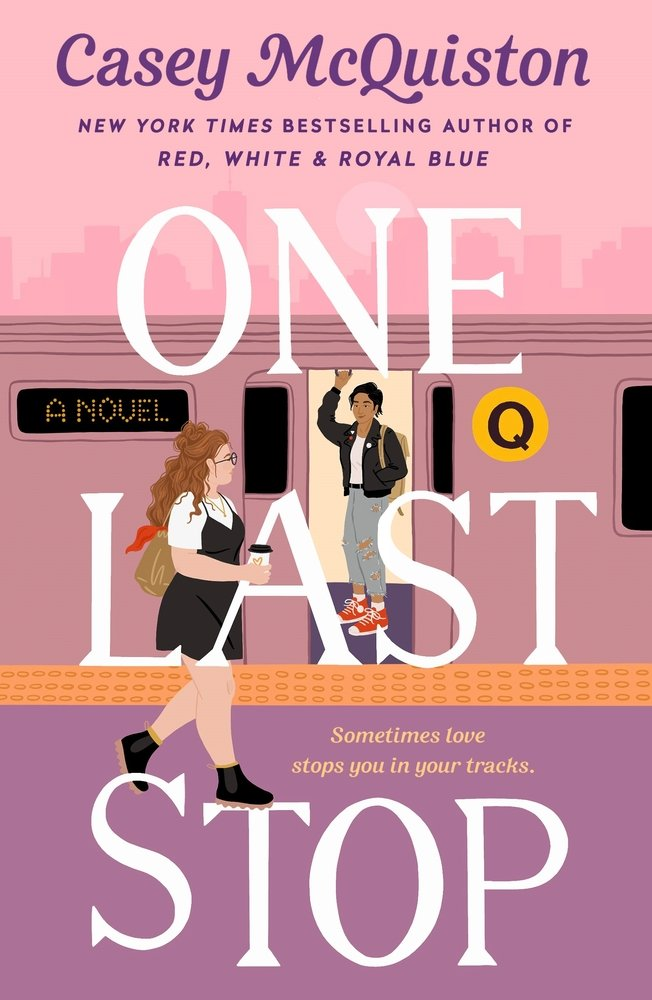 Casey McQuiston
NEW YORK TIMES BESTSELLING AUTHOR OF
RED, WHITE & ROYAL BLUE
ONE
A NOVEL
Q
LAST
Sometimes love
stops you in your tracks.
STOP